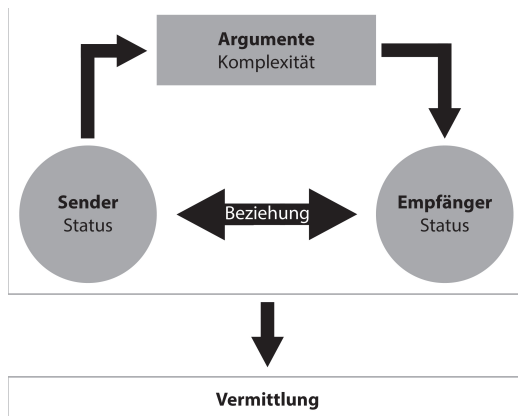 Argumente
Komplexität
Sender
Status
Beziehung
Empfänger
Status
Vermittlung